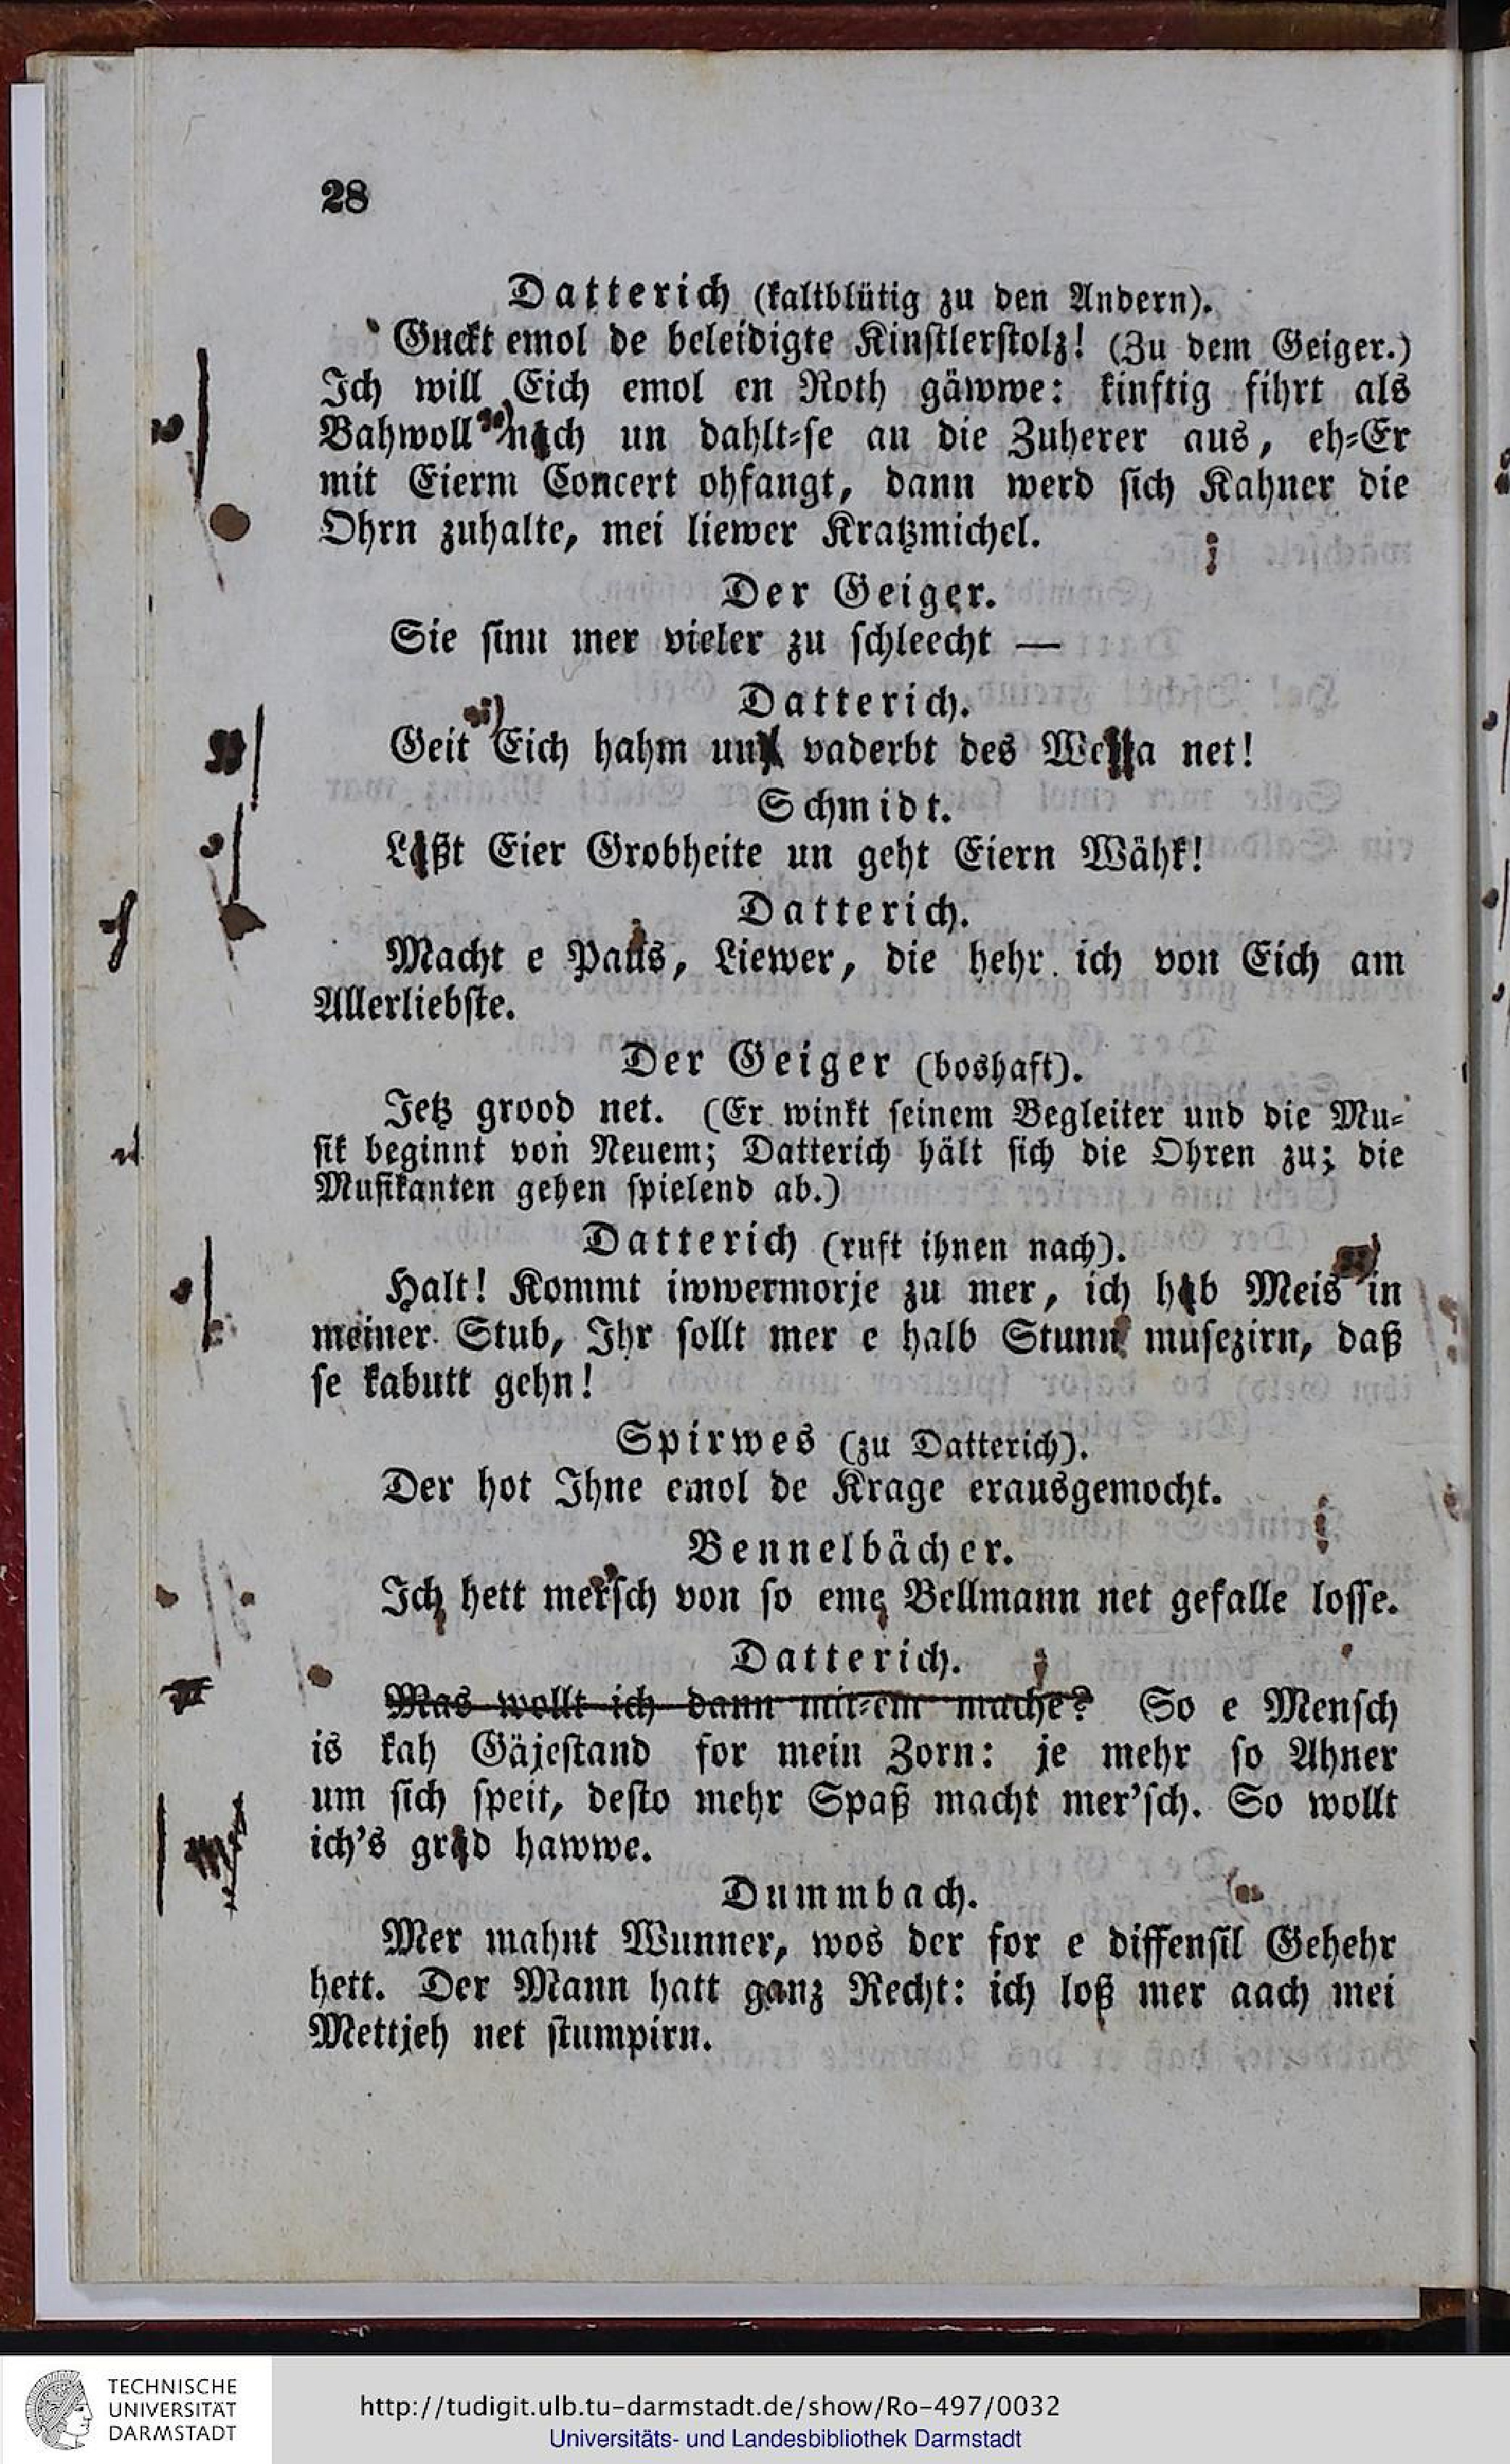 28
Datterich (kaltblütig zu den Andern).
Guckt emol de beleidigte Kinstlerstolz! (Zu dem Geiger.)
Ich will Eich emol en Roth gäwwe: kinftig fihrt als
Bahwoll nach un dahlt-se an die Zuherer aus, eh-Er
mit Eierm Concert ohfangt, dann werd sich Kahner die
Ohrn zuhalte, mei liewer Kratzmichel.
Der Geiger.
Sie sinn mer vieler zu schleecht —
Datterich.
Geit Eich hahm un vaderbt des net!
Schmidt.
Laßt Eier Grobheite un geht Eiern Wähk!
Datterich.
Macht e Paus, Liewer, die hehr ich von Eich am
Allerliebste.
Der Geiger (boshaft).
Jetz grood net. (Er winkt seinem Begleiter und die Mu-
sik beginnt von Neuem; Datterich hält sich die Ohren zu; die
Musikanten gehen spielend ab.)
Datterich (ruft ihnen nach).
Halt! Kommt iwwermorje zu mer, ich hab Meis in
meiner Stub, Ihr sollt mer e halb Stunn musezirn, daß
se kabutt gehn!
Spirwes (zu Datterich).
Der hot Ihne emol de Krage erausgemocht.
Bennelbächer.
Ich hett mersch von so eme Bellmann net gefalle losse.
Datterich.
Was wollt ich dann mit-em mache? So e Mensch
is kah Gäjestand for mein Zorn: je mehr so Ahner
um sich speit, desto mehr Spaß macht mer'sch. So wollt
ich's grad hawwe.
Dummbach.
Mer mahnt Wunner, wos der for e diffensil Gehehr
hett. Der Mann hatt ganz Recht: ich loß mer aach mei
Mettjeh net stumpirn.
TECHNISCHE
UNIVERSITÄT
DARMSTADT
http://tudigit.ulb.tu-darmstadt.de/show/Ro-497/0032
Universitäts- und Landesbibliothek Darmstadt